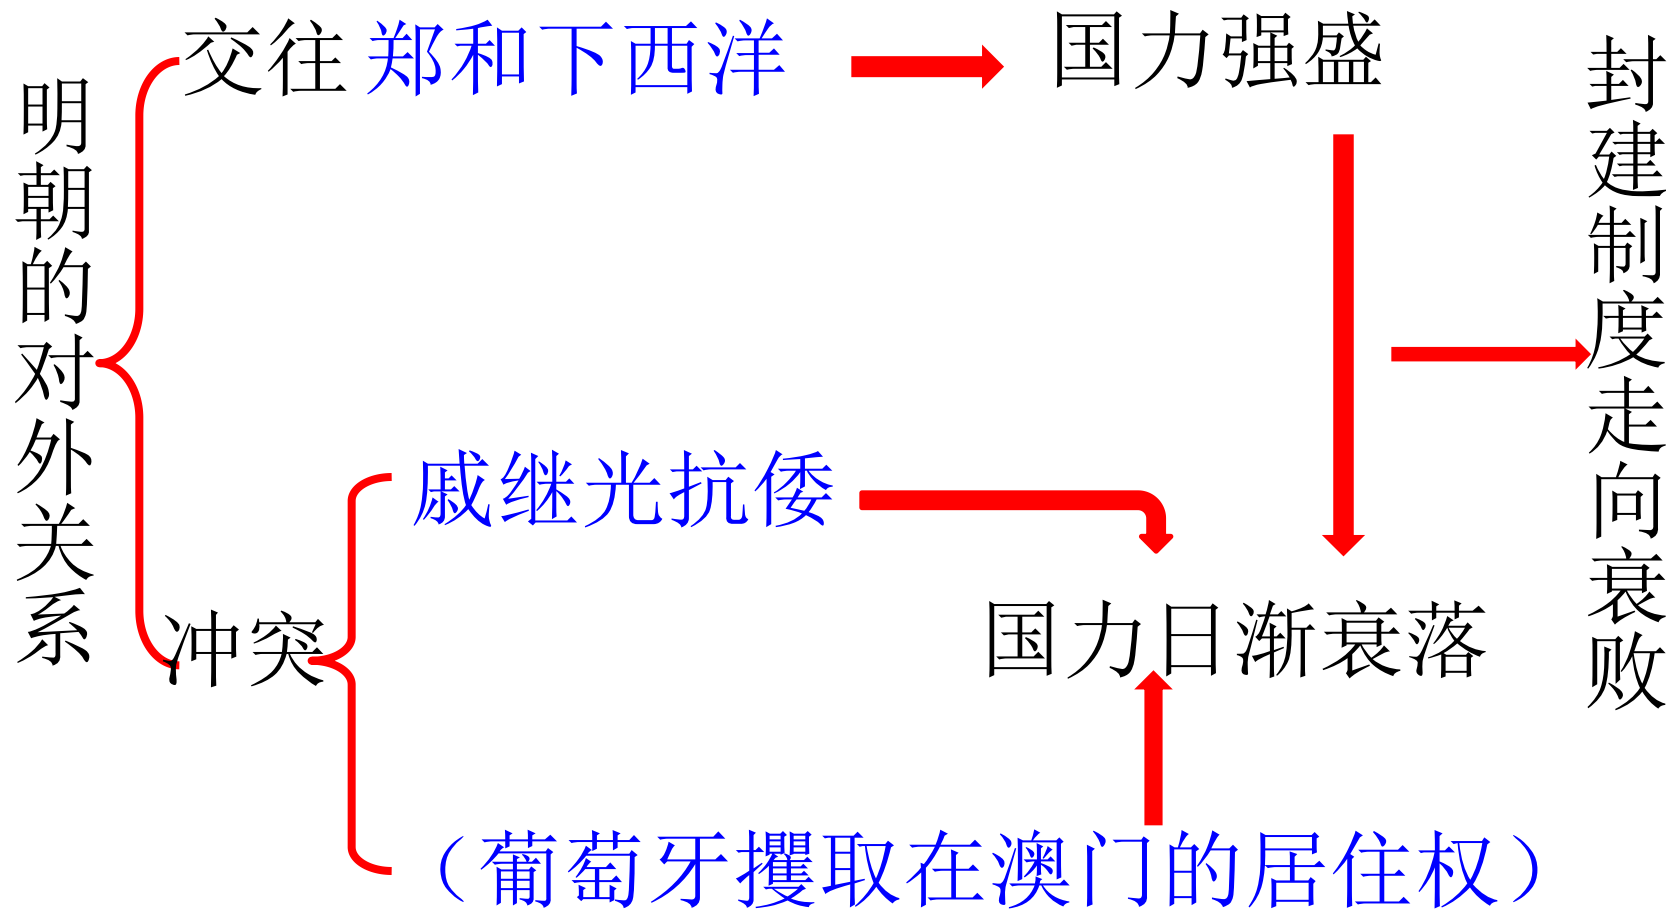 明朝的对外关系
交往 郑和下西洋
国力强盛
冲突
戚继光抗倭
国力日渐衰落
（葡萄牙攫取在澳门的居住权）
封建制度走向衰败